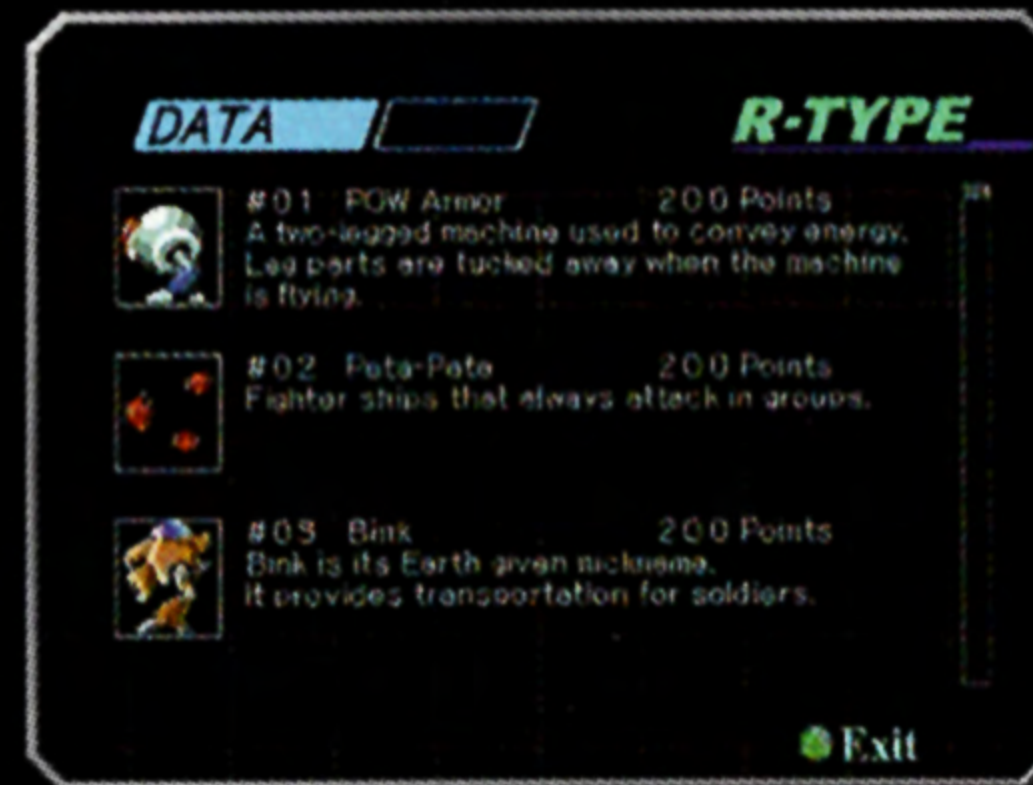 DATA
R-TYPE
#01 POW Armor 200 Points
A two-legged machine used to convey energy.
Leg parts are tucked away when the machine
is flying.
#02 Pata-Pata 200 Points
Fighter ships that always attack in groups.
#03 Bink 200 Points
Bink is its Earth given nickname.
It provides transportation for soldiers.
Exit